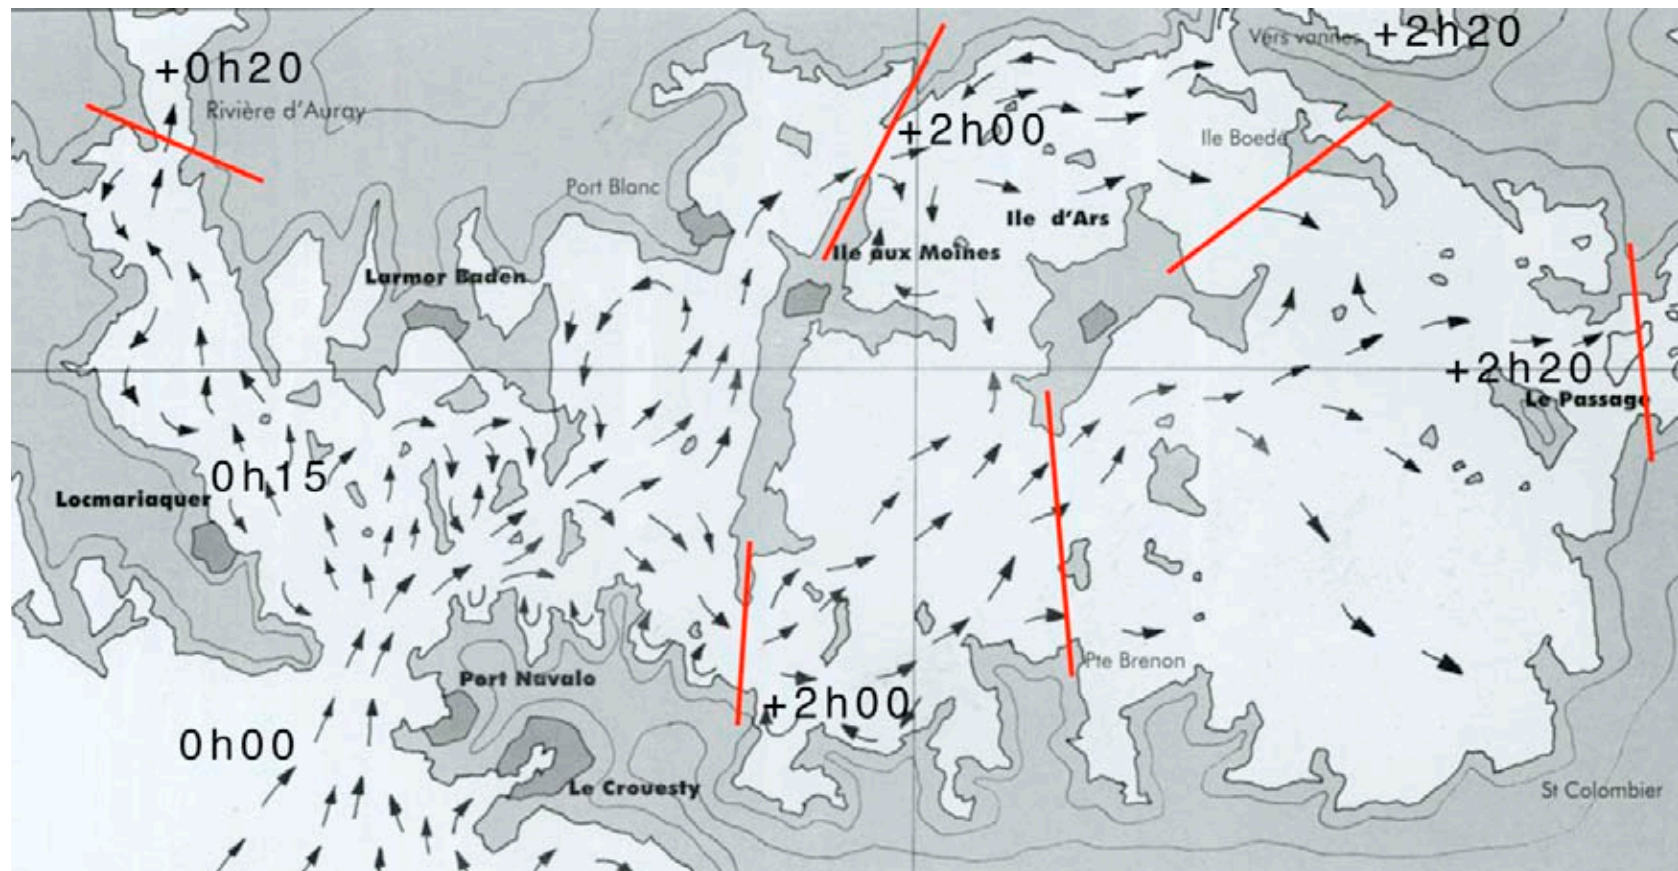 Vers vannes +2h20
+0h20
Rivière d'Auray
+2h00
Ile Boedé
Port Blanc
Ile d'Ars
Ile aux Moines
Larmor Baden
+2h20
Le Passage
0h15
Locmariaquer
Pte Brenon
Port Navalo
+2h00
0h00
Le Crouesty
St Colombier